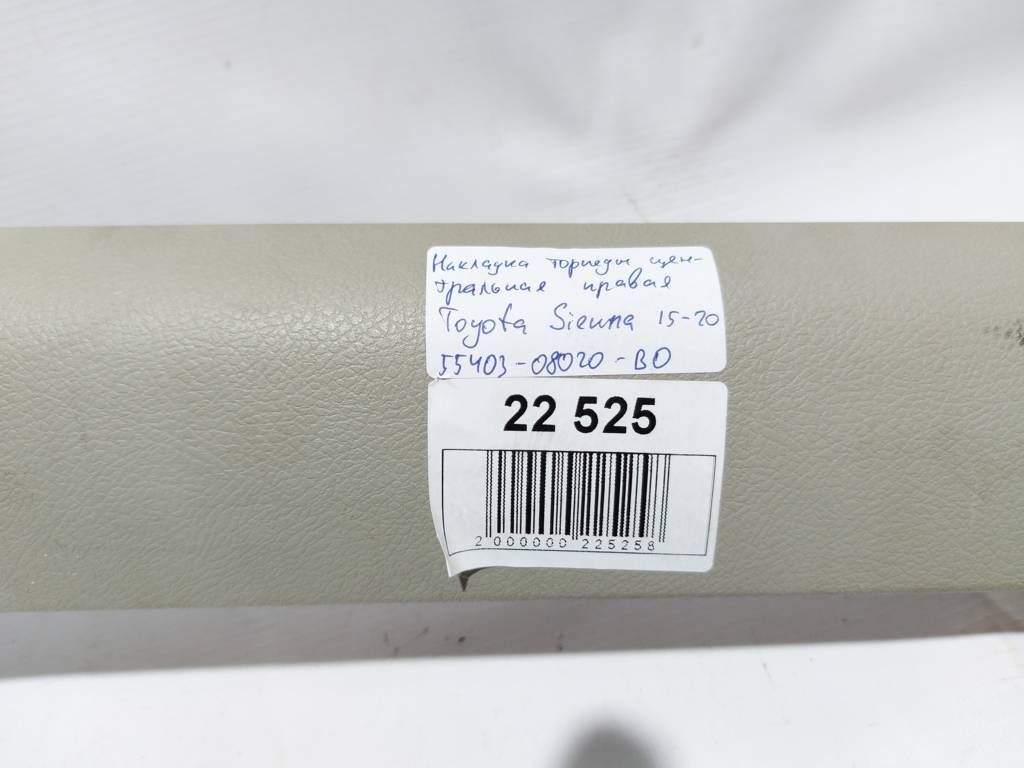 Накладка торпеды цен-
тральная правая
Toyota Sienna 15-20
55403-08020-B0
22 525
2 000000 225258